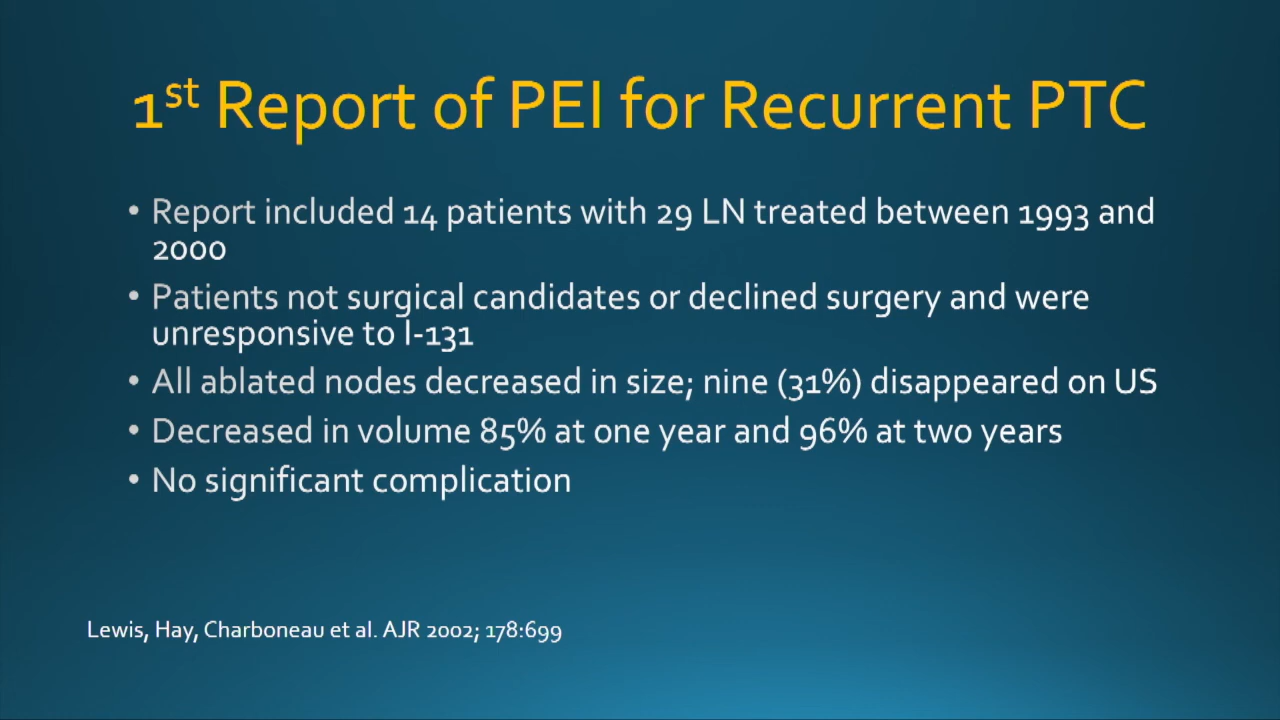 1st Report of PEI for Recurrent PTC
• Report included 14 patients with 29 LN treated between 1993 and
2000
• Patients not surgical candidates or declined surgery and were
unresponsive to I-131
• All ablated nodes decreased in size; nine (31%) disappeared on US
• Decreased in volume 85% at one year and 96% at two years
• No significant complication
Lewis, Hay, Charboneau et al. AJR 2002; 178:699